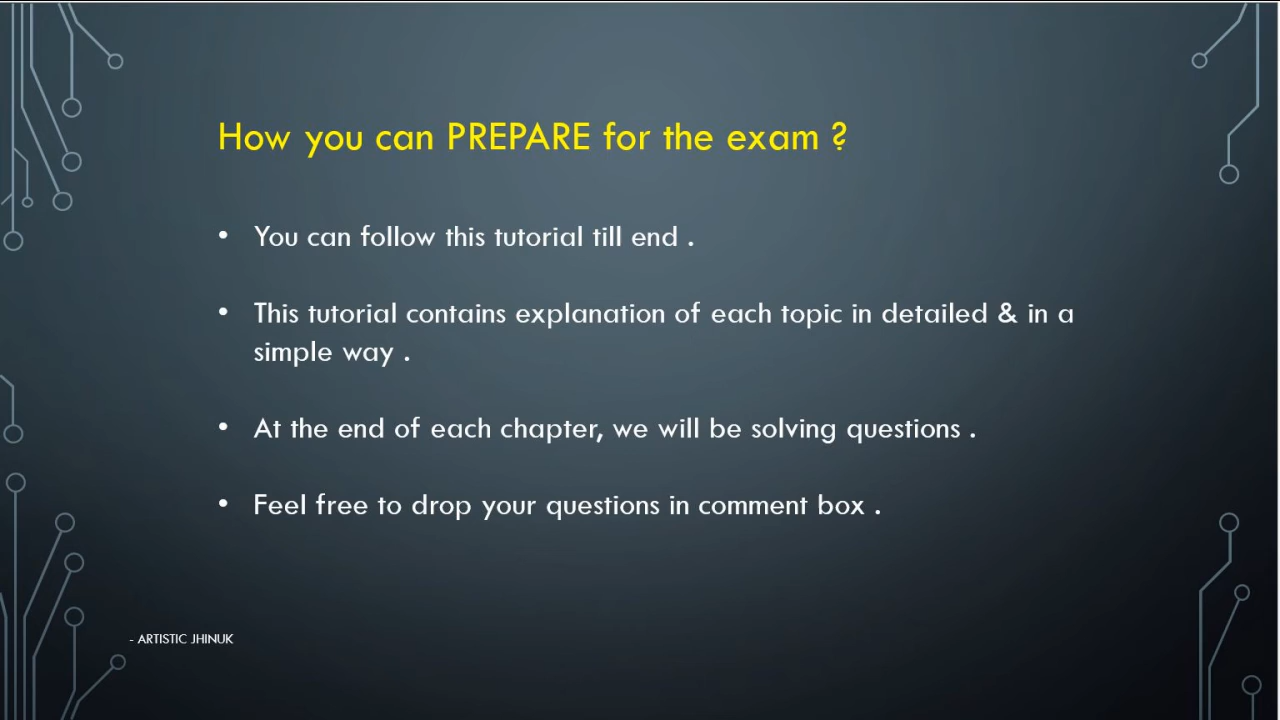 How you can PREPARE for the exam ?
• You can follow this tutorial till end .
• This tutorial contains explanation of each topic in detailed & in a
simple way .
• At the end of each chapter, we will be solving questions .
• Feel free to drop your questions in comment box .
- ARTISTIC JHINUK